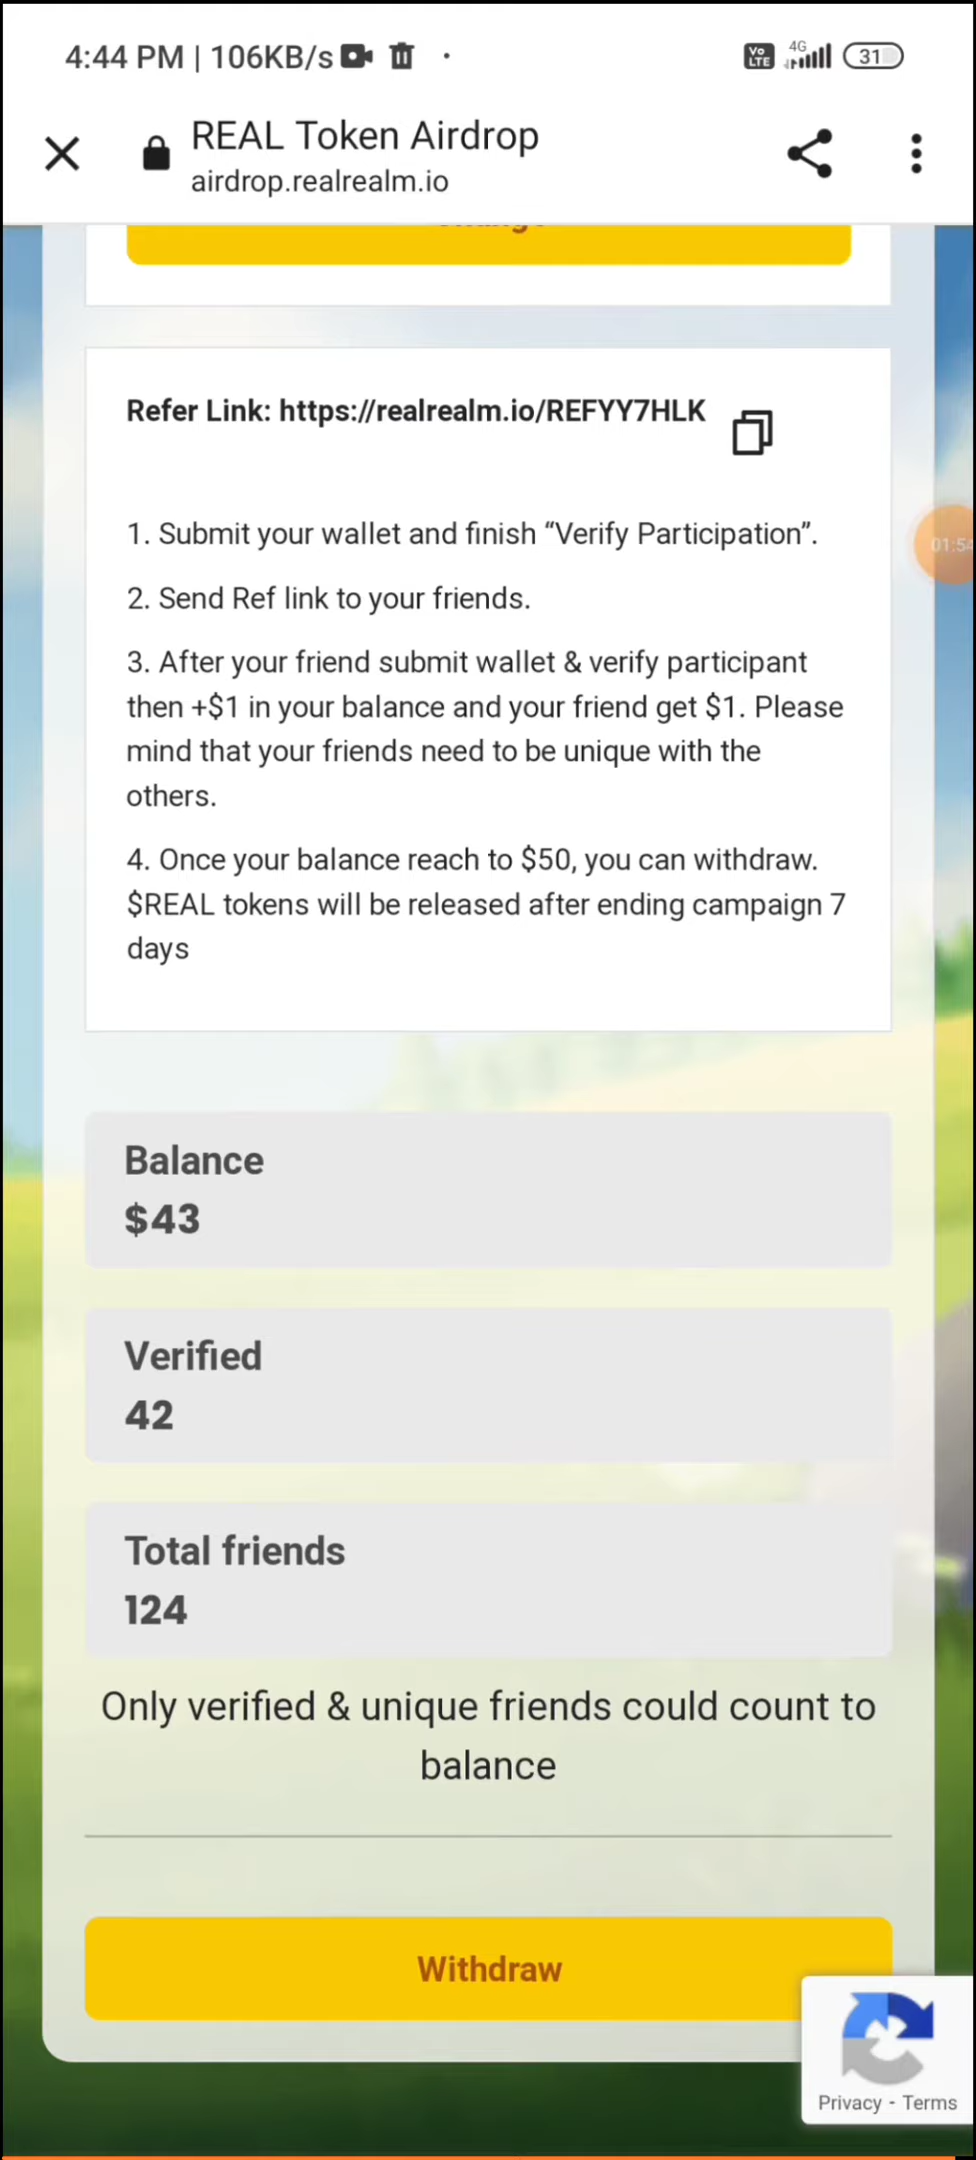 4:44 PM | 106KB/s
Vo LTE 4G 31
REAL Token Airdrop
airdrop.realrealm.io
Refer Link: https://realrealm.io/REFYY7HLK
1. Submit your wallet and finish “Verify Participation”.
01:54
2. Send Ref link to your friends.
3. After your friend submit wallet & verify participant
then +$1 in your balance and your friend get $1. Please
mind that your friends need to be unique with the
others.
4. Once your balance reach to $50, you can withdraw.
$REAL tokens will be released after ending campaign 7
days
Balance
$43
Verified
42
Total friends
124
Only verified & unique friends could count to
balance
Withdraw
Privacy - Terms